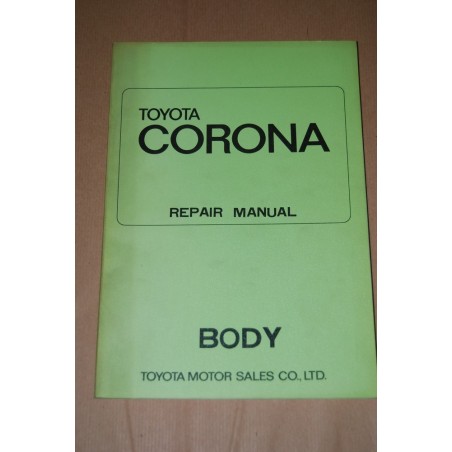 TOYOTA
CORONA
REPAIR MANUAL
BODY
TOYOTA MOTOR SALES CO., LTD.